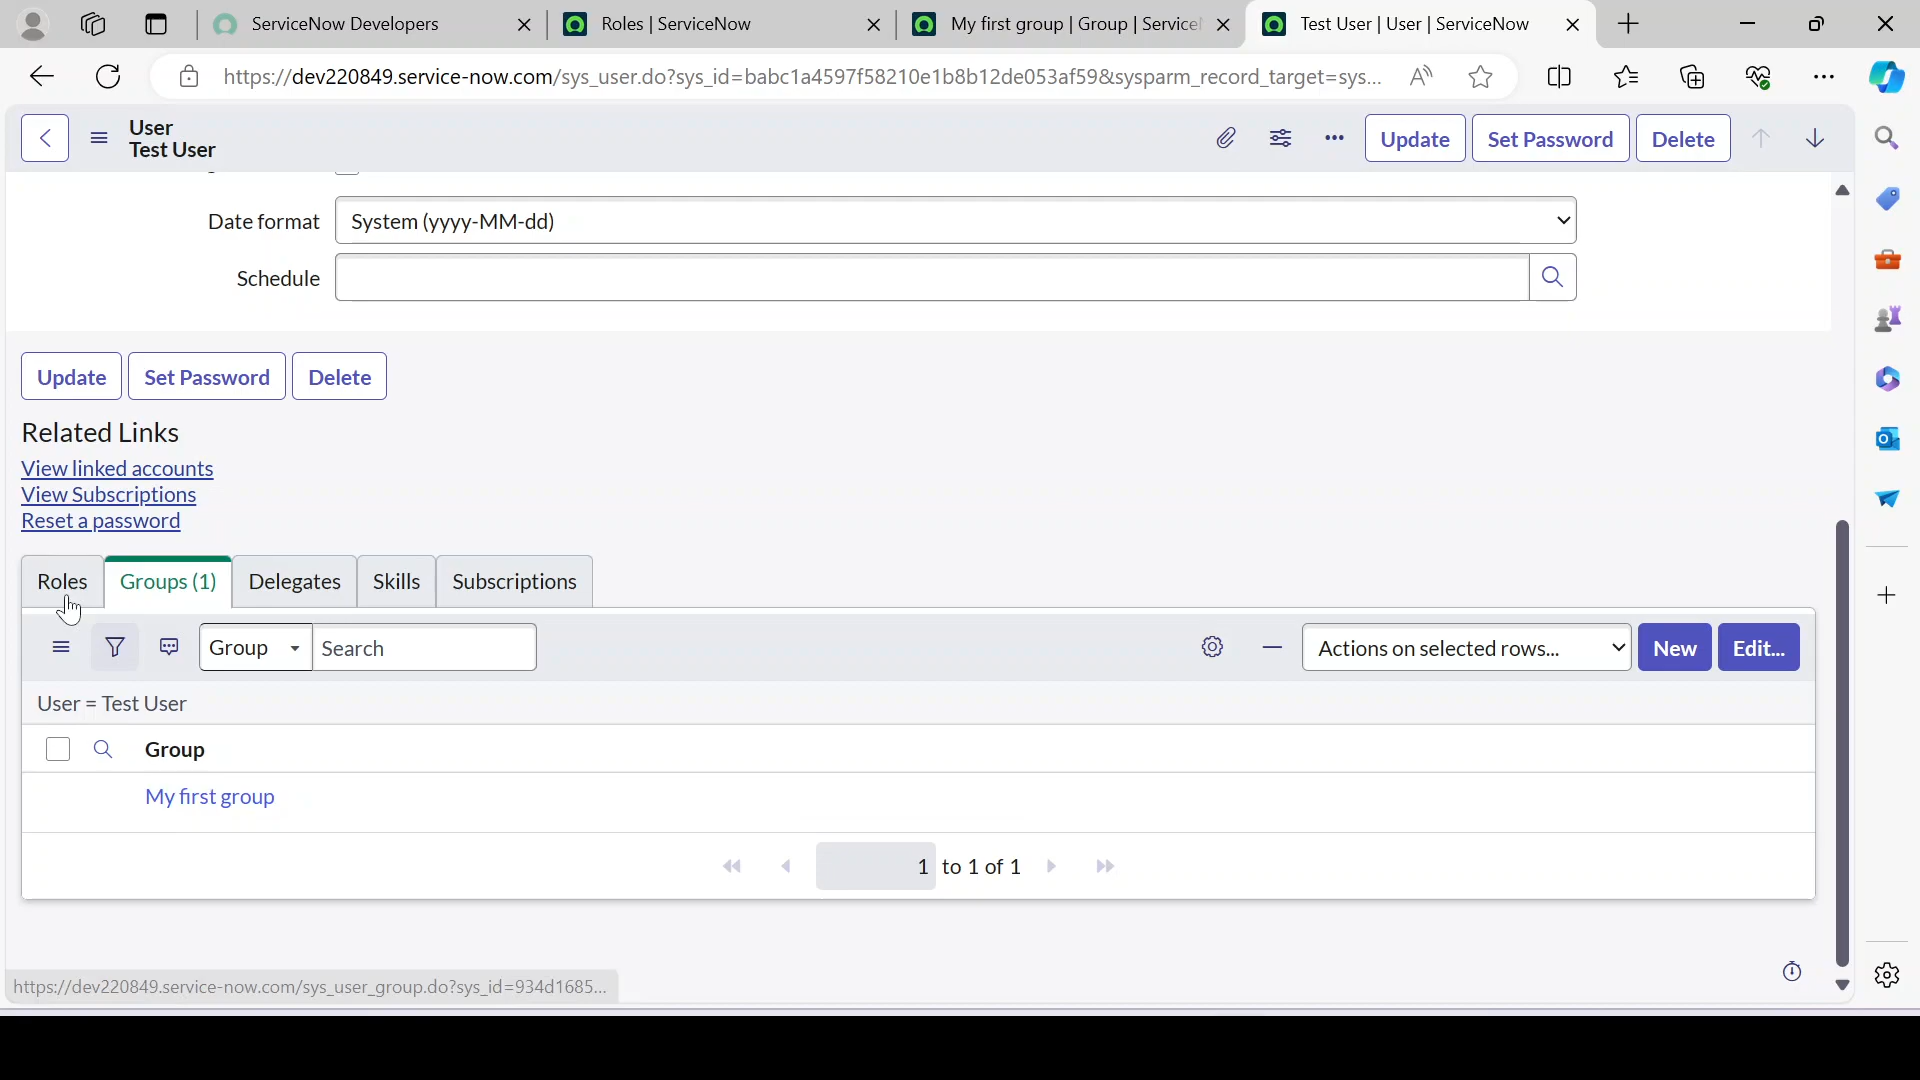 ServiceNow Developers
Roles | ServiceNow
My first group | Group | Service
Test User | User | ServiceNow
https://dev220849.service-now.com/sys_user.do?sys_id=babc1a4597f58210e1b8b12de053af59&sysparm_record_target=sys...
User
Test User
Update
Set Password
Delete
Date format
System (yyyy-MM-dd)
Schedule
Update
Set Password
Delete
Related Links
View linked accounts
View Subscriptions
Reset a password
Roles
Groups (1)
Delegates
Skills
Subscriptions
Group
Search
Actions on selected rows...
New
Edit...
User = Test User
Group
My first group
1 to 1 of 1
https://dev220849.service-now.com/sys_user_group.do?sys_id=934d1685...